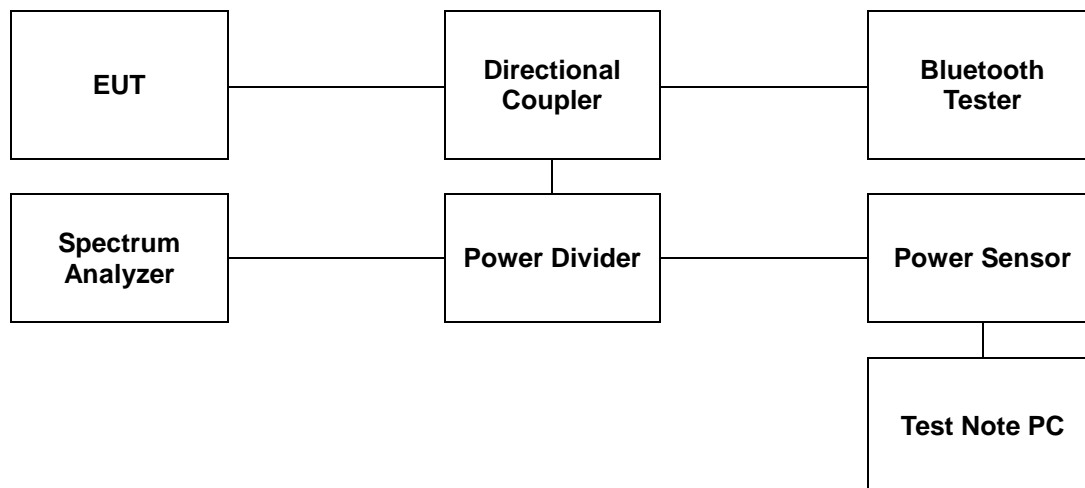 EUT
Directional
Coupler
Bluetooth
Tester
Spectrum
Analyzer
Power Divider
Power Sensor
Test Note PC